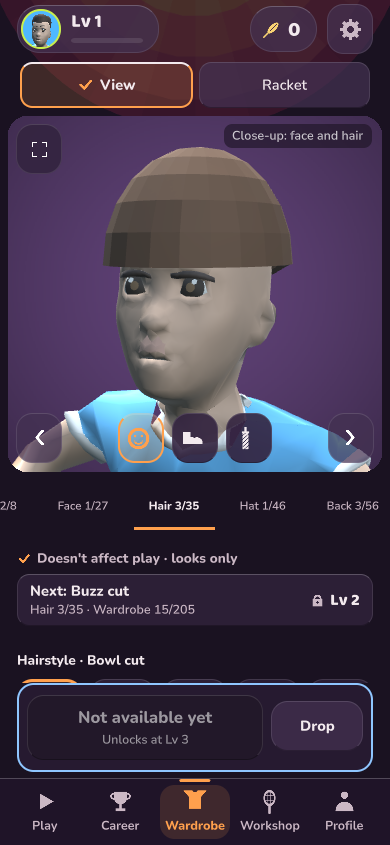 Lv 1
0
View
Racket
Close-up: face and hair
2/8
Face 1/27
Hair 3/35
Hat 1/46
Back 3/56
Doesn't affect play · looks only
Next: Buzz cut
Hair 3/35 · Wardrobe 15/205
Lv 2
Hairstyle · Bowl cut
Not available yet
Unlocks at Lv 3
Drop
Play
Career
Wardrobe
Workshop
Profile